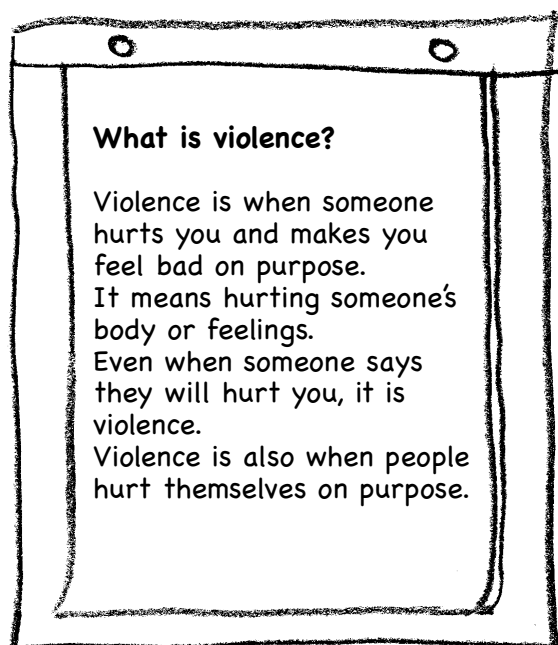 What is violence?
Violence is when someone
hurts you and makes you
feel bad on purpose.
It means hurting someone's
body or feelings.
Even when someone says
they will hurt you, it is
violence.
Violence is also when people
hurt themselves on purpose.